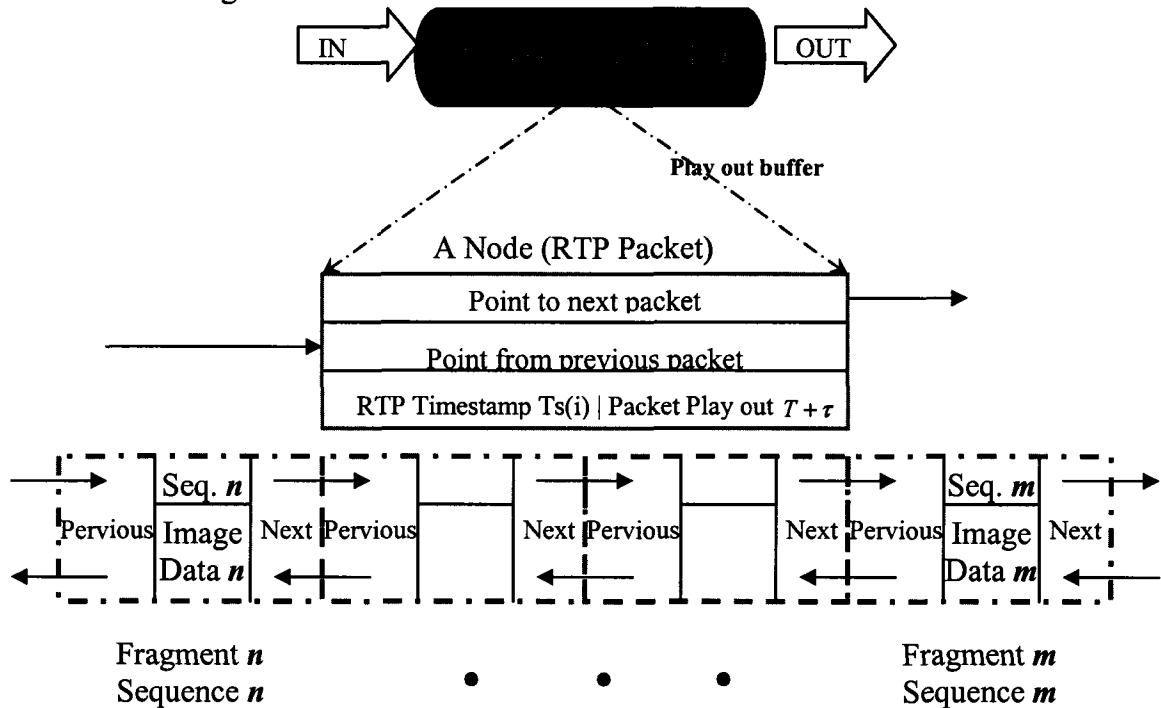 IN
OUT
Play out buffer
A Node (RTP Packet)
Point to next packet
Point from previous packet
RTP Timestamp Ts(i) | Packet Play out T + τ
Seq. n
Seq. m
Pervious
Image
Next
Pervious
Next
Pervious
Next
Pervious
Image
Next
Data n
Data m
Fragment n
Fragment m
Sequence n
Sequence m